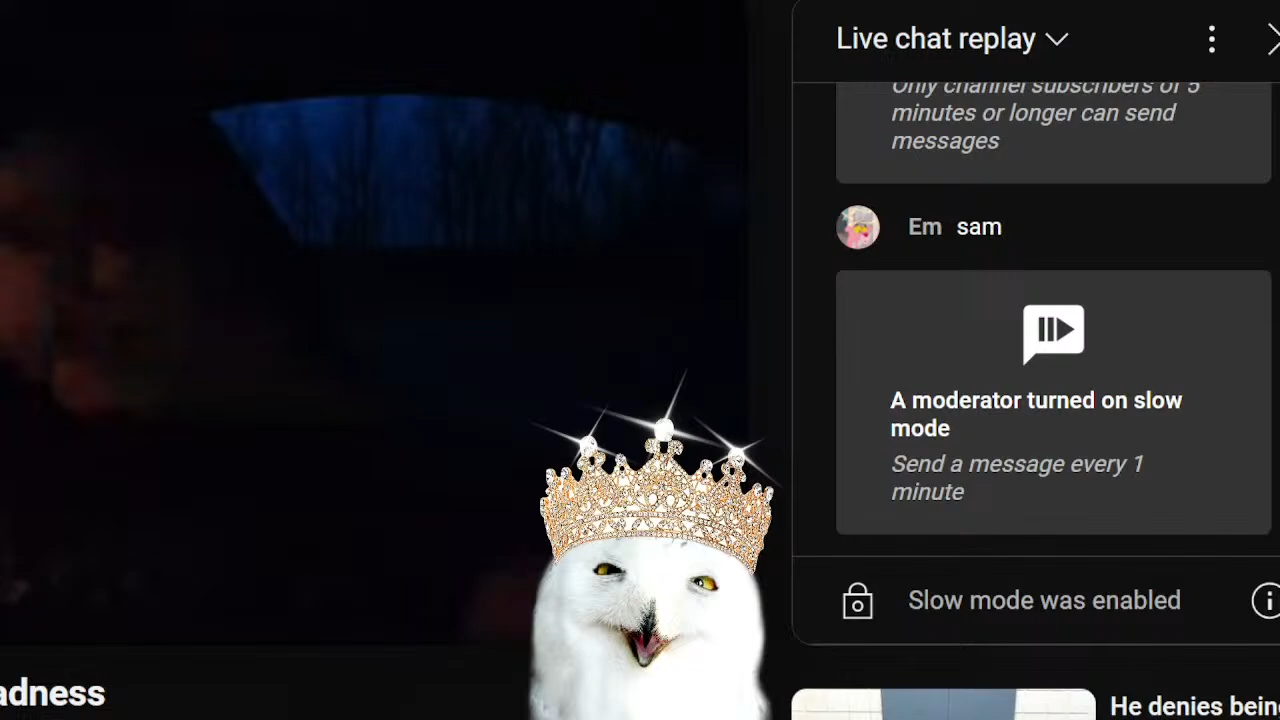 Live chat replay
Only channel subscribers of 5
minutes or longer can send
messages
Em sam
A moderator turned on slow
mode
Send a message every 1
minute
Slow mode was enabled
adness
He denies being